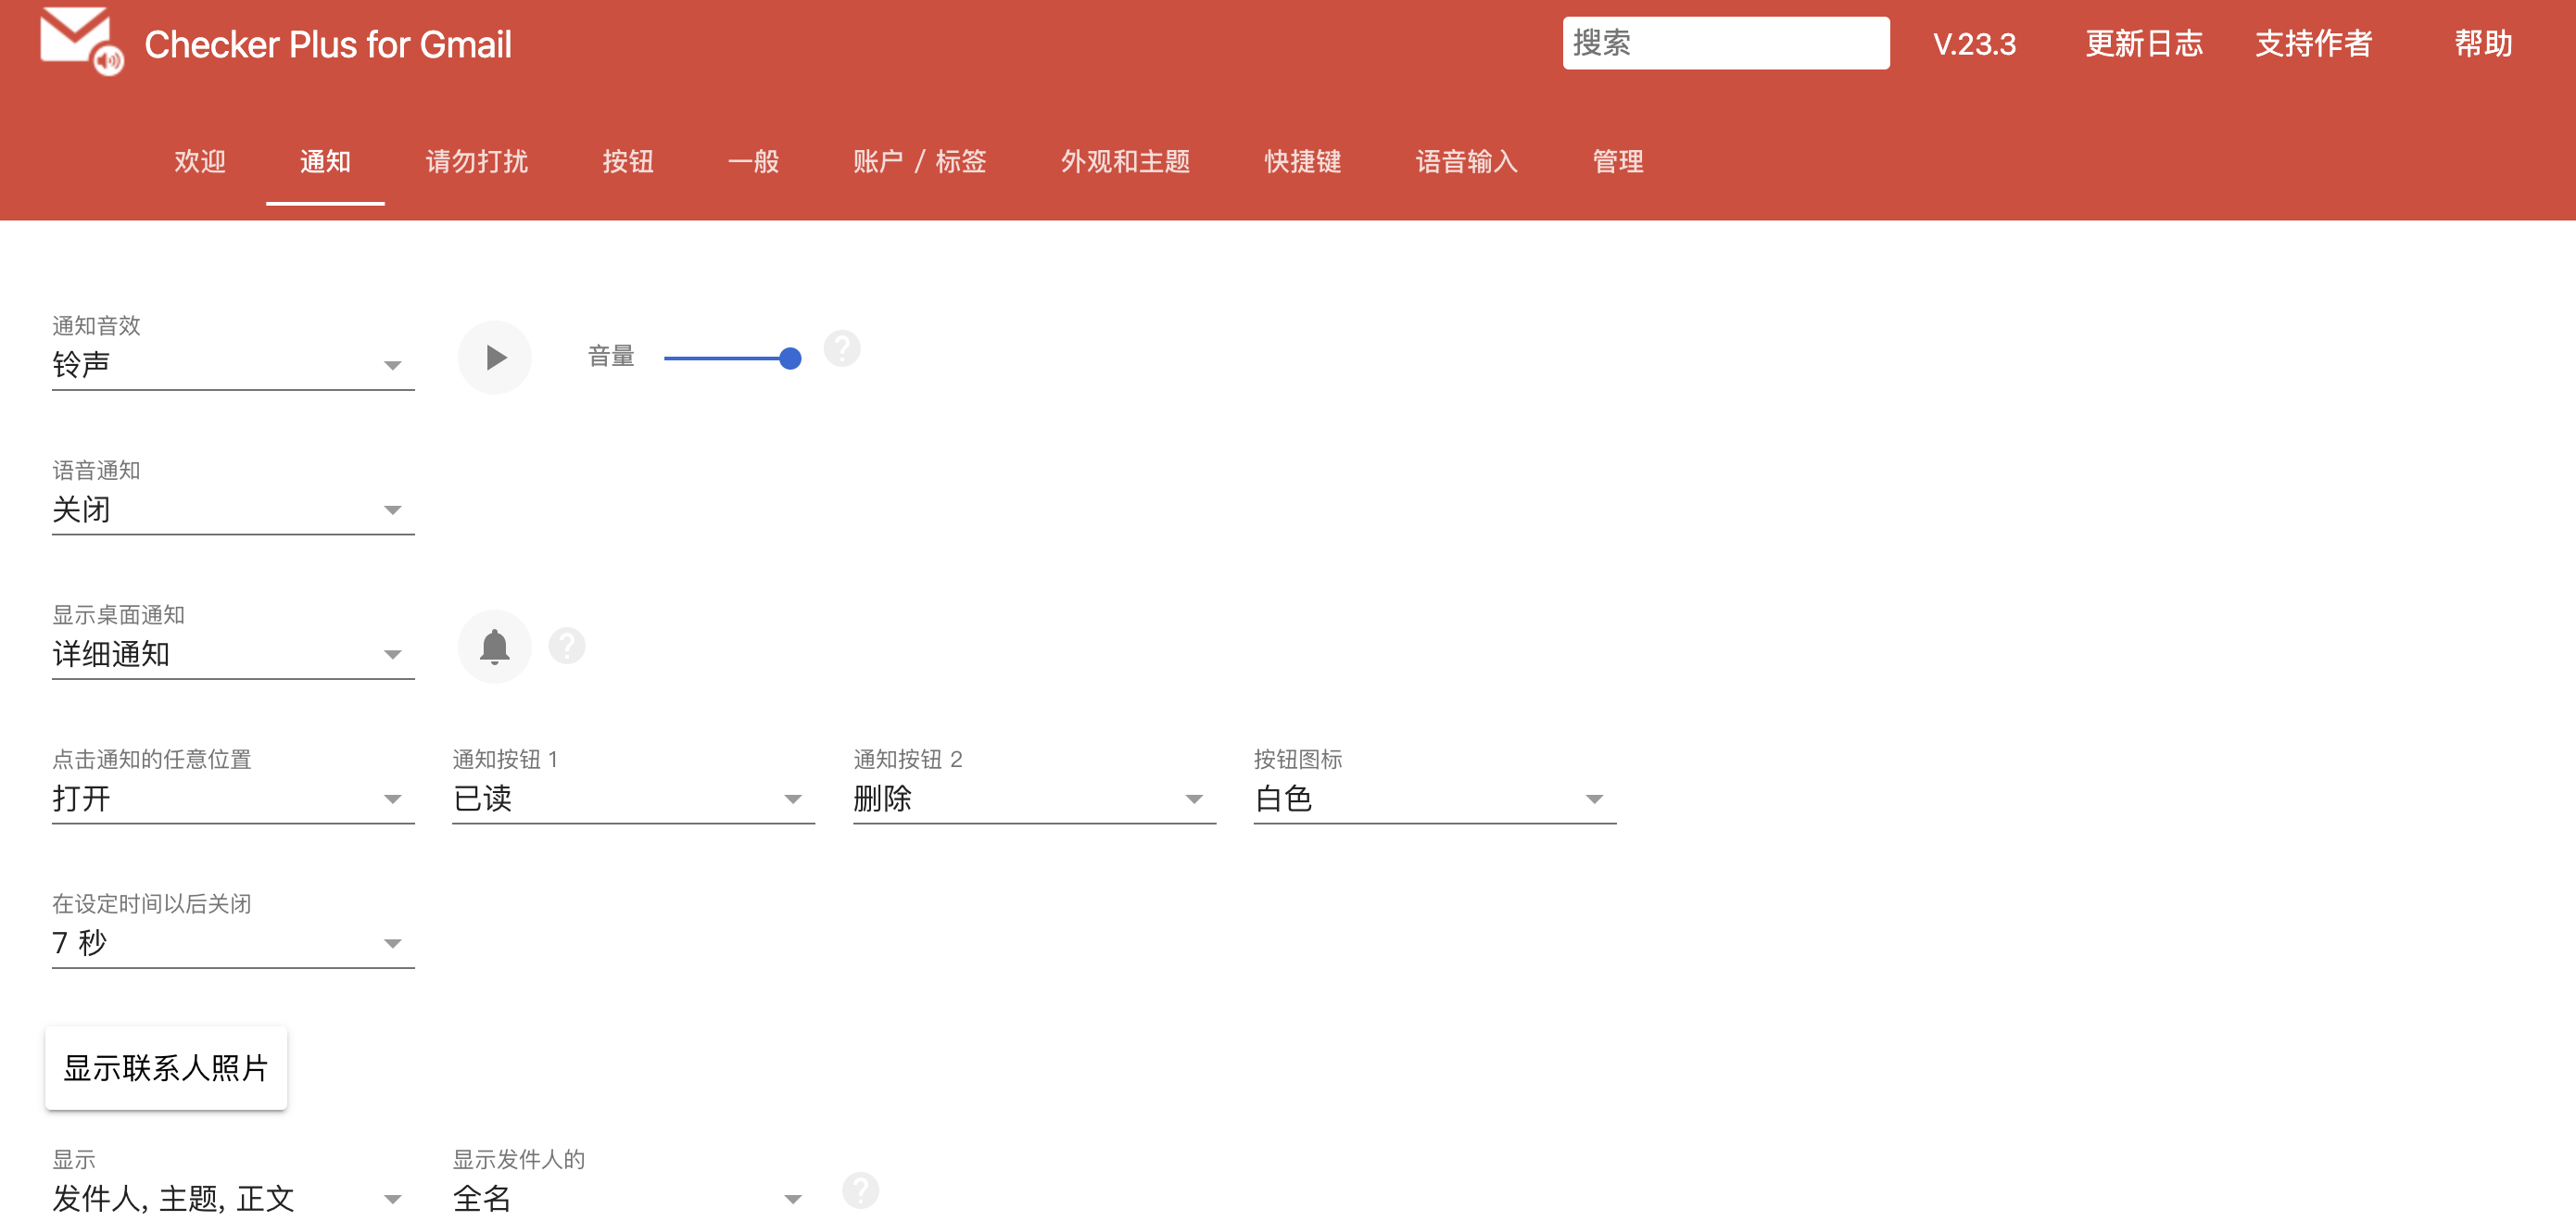 Checker Plus for Gmail
搜索
V.23.3
更新日志
支持作者
帮助
欢迎
通知
请勿打扰
按钮
一般
账户 / 标签
外观和主题
快捷键
语音输入
管理
通知音效
铃声
音量
语音通知
关闭
显示桌面通知
详细通知
点击通知的任意位置
打开
通知按钮 1
已读
通知按钮 2
删除
按钮图标
白色
在设定时间以后关闭
7 秒
显示联系人照片
显示
发件人, 主题, 正文
显示发件人的
全名